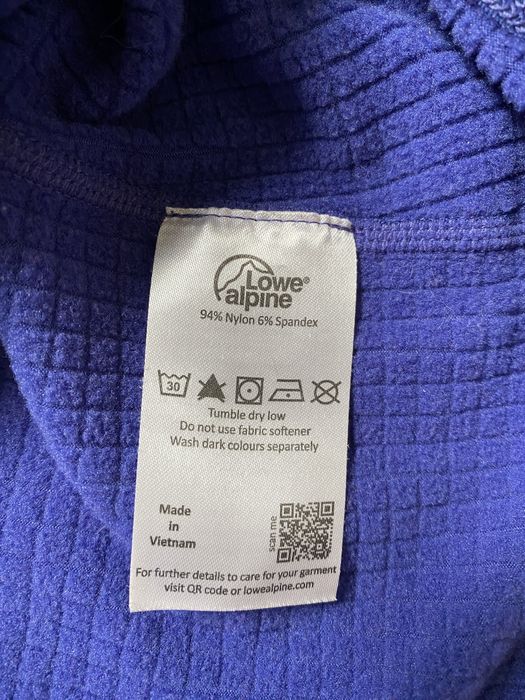 Lowe®
alpine
94% Nylon 6% Spandex
30
Tumble dry low
Do not use fabric softener
Wash dark colours separately
Made
in
Vietnam
scan me
For further details to care for your garment
visit QR code or lowealpine.com